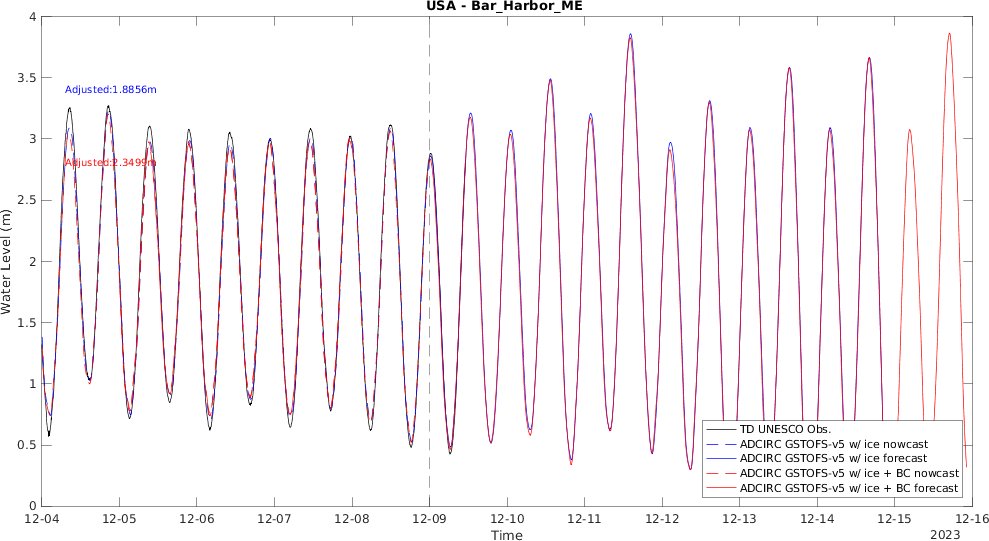 USA - Bar_Harbor_ME
4
3.5
3
2.5
2
1.5
1
0.5
0
Water Level (m)
Adjusted:1.8856m
Adjusted:2.3499m
TD UNESCO Obs.
ADCIRC GSTOFS-v5 w/ ice nowcast
ADCIRC GSTOFS-v5 w/ ice forecast
ADCIRC GSTOFS-v5 w/ ice + BC nowcast
ADCIRC GSTOFS-v5 w/ ice + BC forecast
12-04 12-05 12-06 12-07 12-08 12-09 12-10 12-11 12-12 12-13 12-14 12-15 12-16
Time
2023